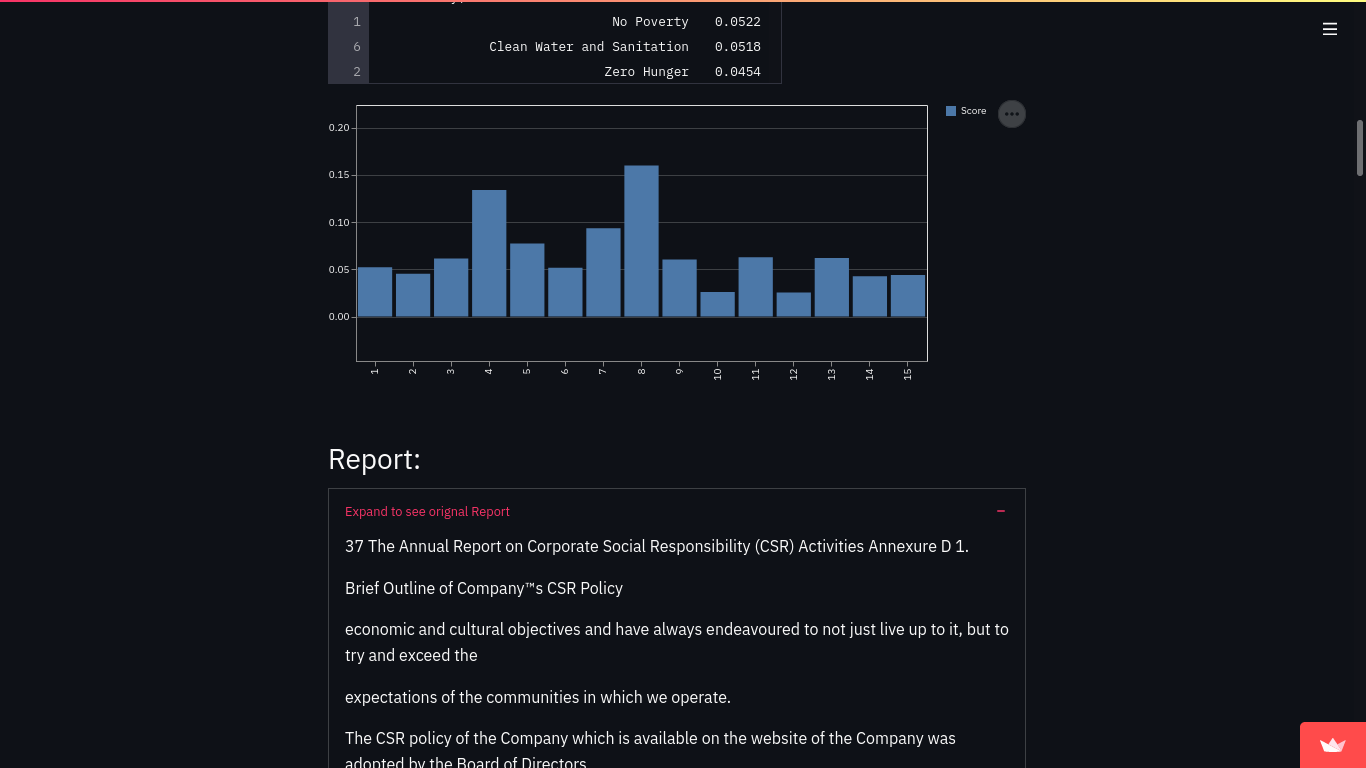 1 No Poverty 0.0522
6 Clean Water and Sanitation 0.0518
2 Zero Hunger 0.0454
Score
0.20
0.15
0.10
0.05
0.00
1 2 3 4 5 6 7 8 9 10 11 12 13 14 15
Report:
Expand to see orignal Report
37 The Annual Report on Corporate Social Responsibility (CSR) Activities Annexure D 1.
Brief Outline of Company™s CSR Policy
economic and cultural objectives and have always endeavoured to not just live up to it, but to
try and exceed the
expectations of the communities in which we operate.
The CSR policy of the Company which is available on the website of the Company was
adopted by the Board of Directors